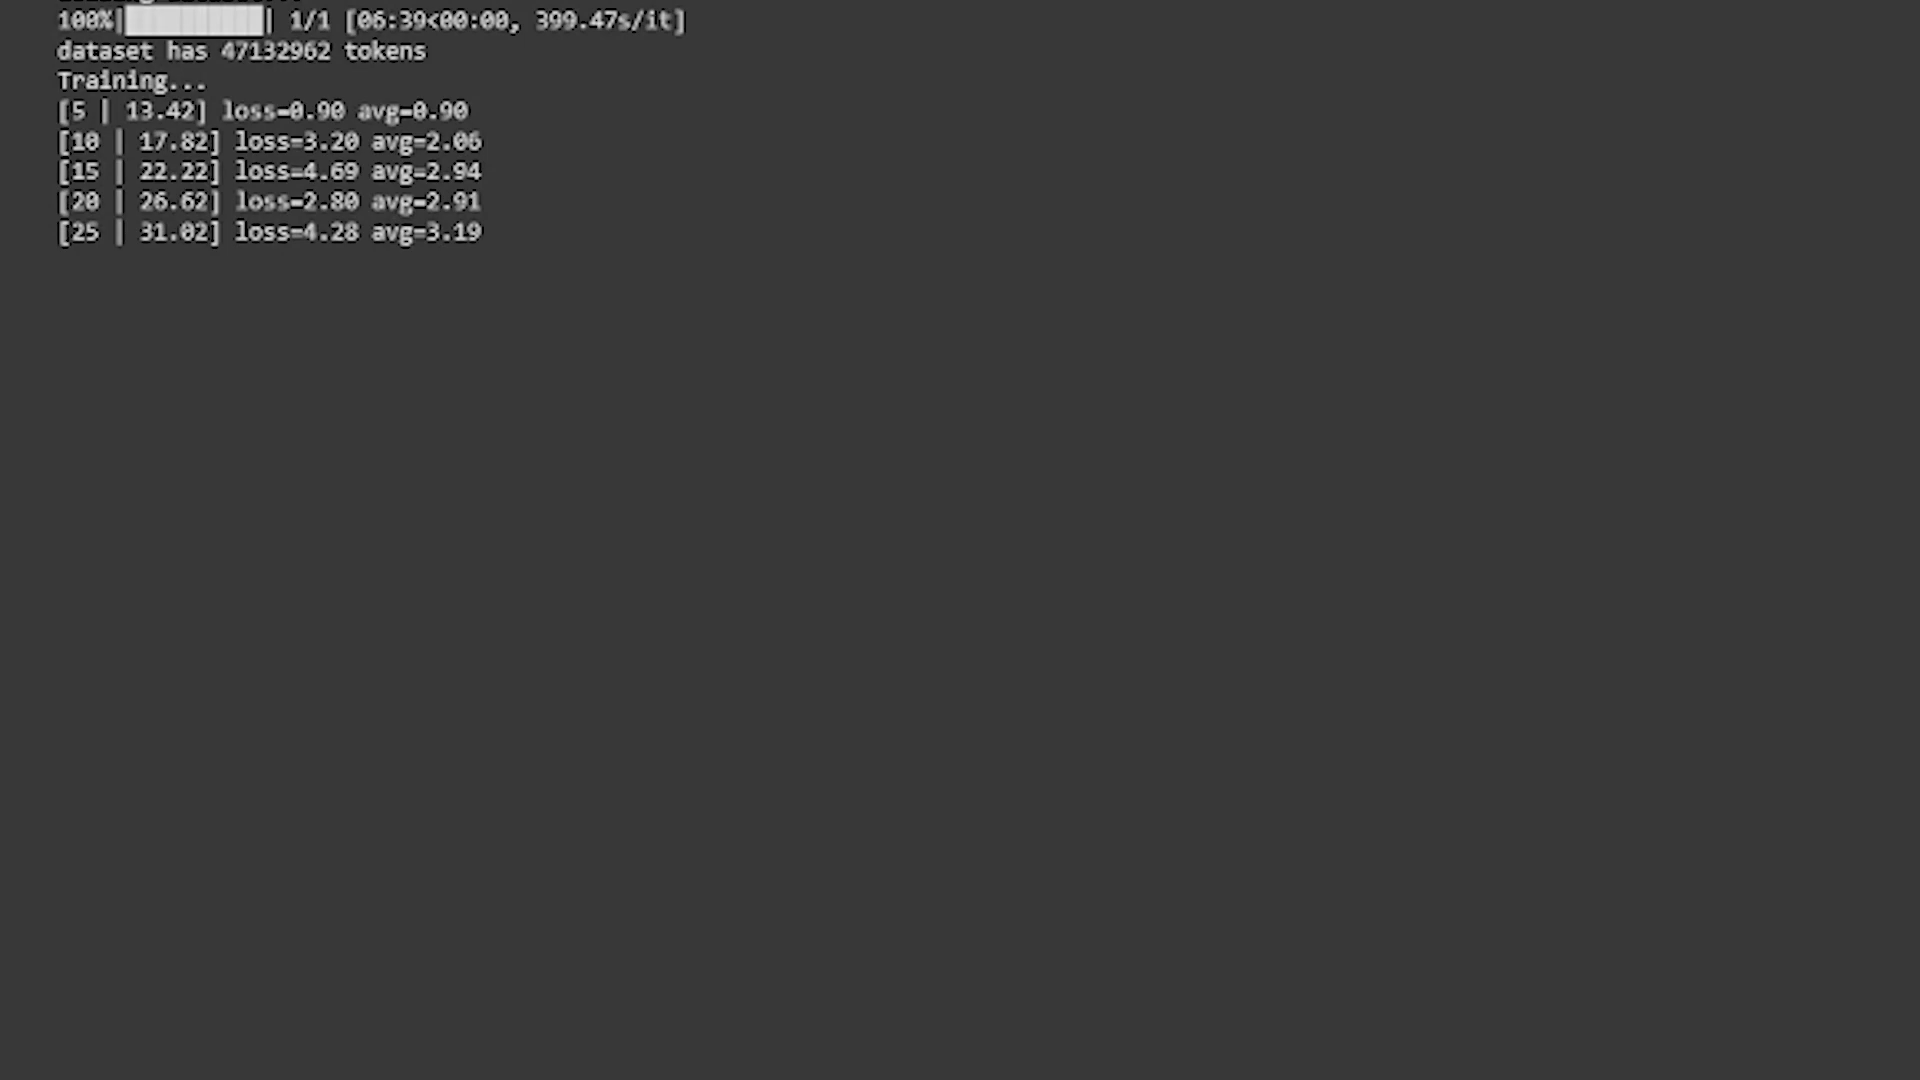 100%|██████████| 1/1 [06:39<00:00, 399.47s/it]
dataset has 47132962 tokens
Training...
[5 | 13.42] loss=0.90 avg=0.90
[10 | 17.82] loss=3.20 avg=2.06
[15 | 22.22] loss=4.69 avg=2.94
[20 | 26.62] loss=2.80 avg=2.91
[25 | 31.02] loss=4.28 avg=3.19